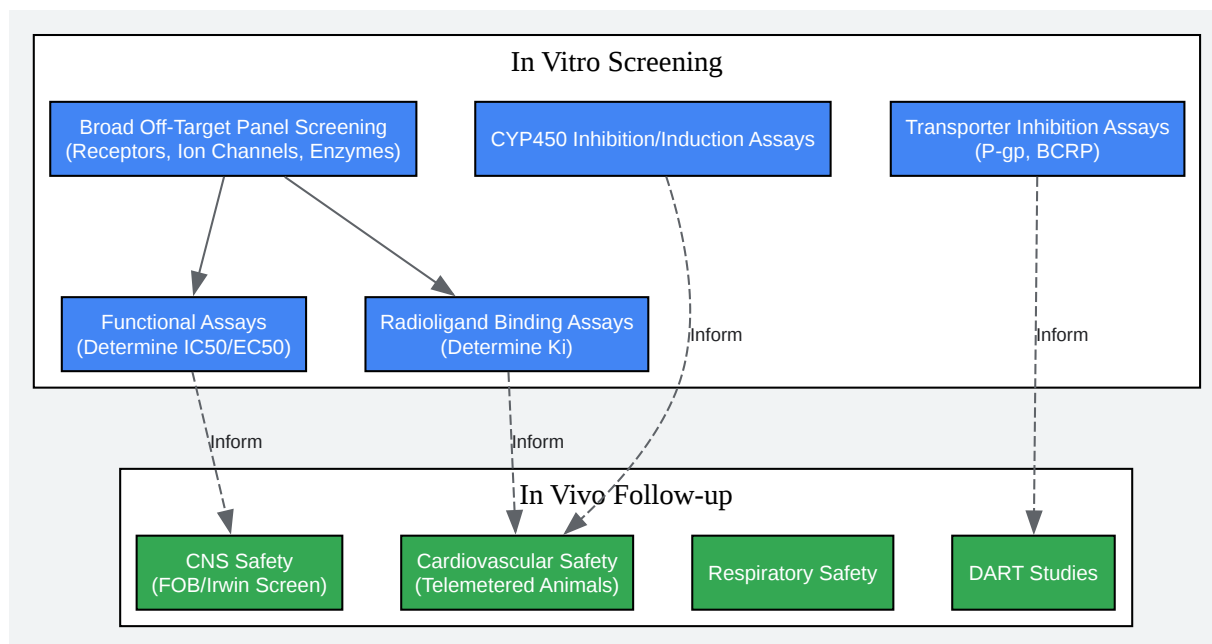 In Vitro Screening
Broad Off-Target Panel Screening
(Receptors, Ion Channels, Enzymes)
CYP450 Inhibition/Induction Assays
Transporter Inhibition Assays
(P-gp, BCRP)
Functional Assays
(Determine IC50/EC50)
Radioligand Binding Assays
(Determine Ki)
Inform
Inform
Inform
Inform
In Vivo Follow-up
CNS Safety
(FOB/Irwin Screen)
Cardiovascular Safety
(Telemetered Animals)
Respiratory Safety
DART Studies